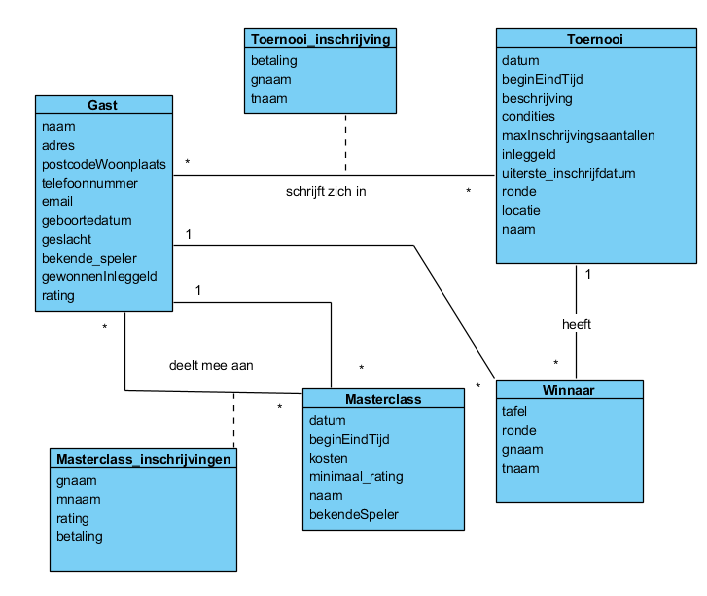 Toernooi_inschrijving
betaling
gnaam
tnaam
Toernooi
datum
beginEindTijd
beschrijving
condities
maxInschrijvingsaantallen
inleggeld
uiterste_inschrijfdatum
ronde
locatie
naam
Gast
naam
adres
postcodeWoonplaats
telefoonnummer
email
geboortedatum
geslacht
bekende_speler
gewonnenInleggeld
rating
*
schrijft zich in
*
1
1
1
heeft
*
*
deelt mee aan
*
*
*
Masterclass
datum
beginEindTijd
kosten
minimaal_rating
naam
bekendeSpeler
Winnaar
tafel
ronde
gnaam
tnaam
Masterclass_inschrijvingen
gnaam
mnaam
rating
betaling